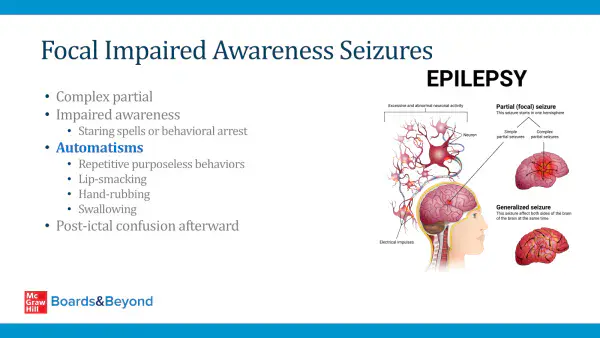 Focal Impaired Awareness Seizures
• Complex partial
• Impaired awareness
• Staring spells or behavioral arrest
• Automatisms
• Repetitive purposeless behaviors
• Lip-smacking
• Hand-rubbing
• Swallowing
• Post-ictal confusion afterward
EPILEPSY
Excessive and abnormal neuronal activity
Neuron
Electrical impulses
Partial (focal) seizure
This seizure starts in one hemisphere
Simple
partial seizures
Complex
partial seizures
Generalized seizure
This seizure affect both sides of the brain
of the brain at the same time.
Mc
Graw
Hill
Boards&Beyond